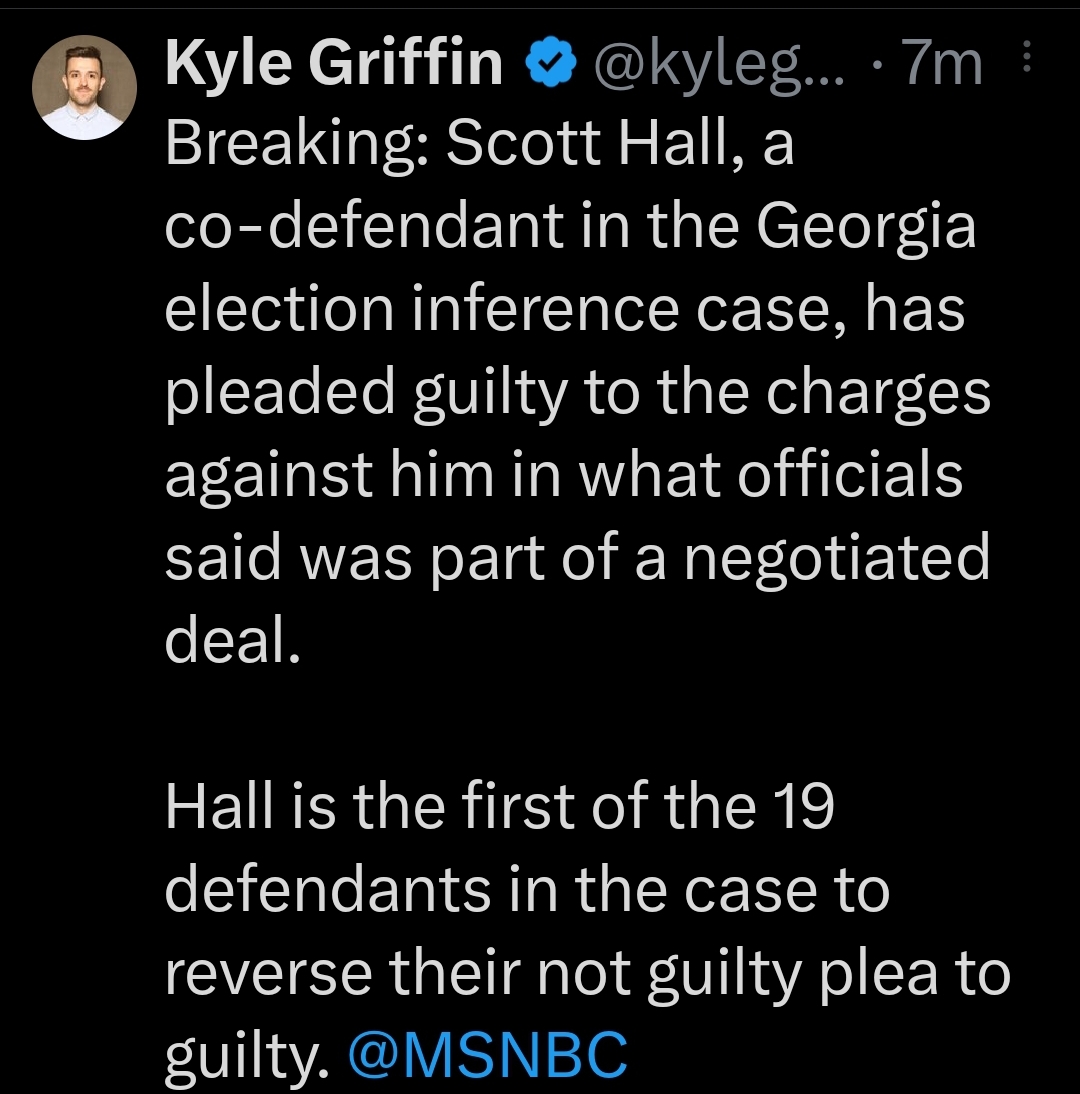 Kyle Griffin @kyleg... · 7m
Breaking: Scott Hall, a
co-defendant in the Georgia
election inference case, has
pleaded guilty to the charges
against him in what officials
said was part of a negotiated
deal.
Hall is the first of the 19
defendants in the case to
reverse their not guilty plea to
guilty. @MSNBC